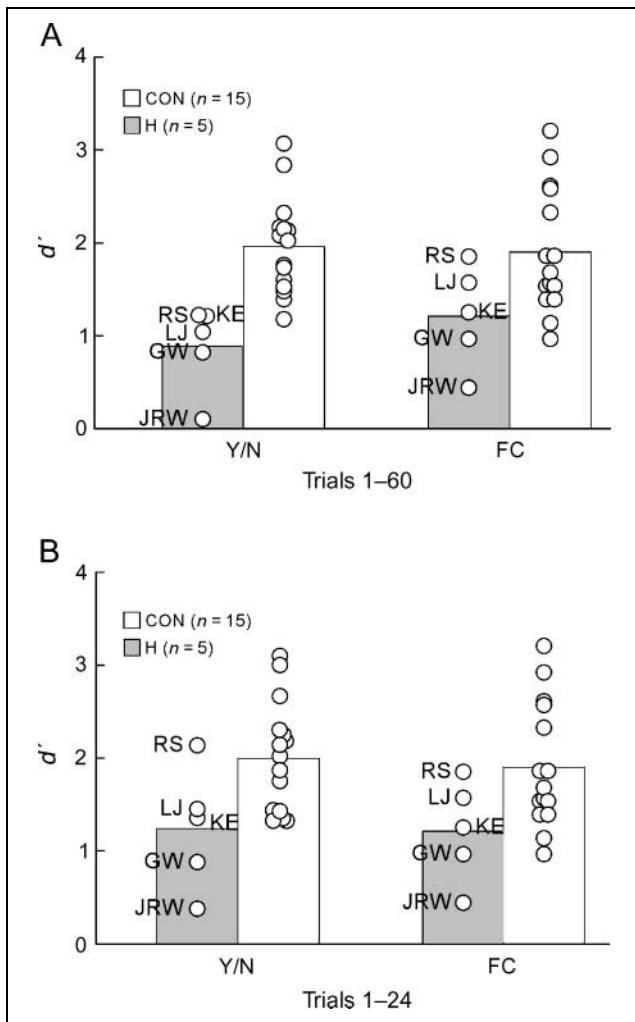 A
4
3
2
1
0
d′
CON (n = 15)
H (n = 5)
RS
KE
LJ
GW
JRW
RS
LJ
KE
GW
JRW
Y/N
FC
Trials 1–60
B
4
3
2
1
0
d′
CON (n = 15)
H (n = 5)
RS
LJ
KE
GW
JRW
RS
LJ
KE
GW
JRW
Y/N
FC
Trials 1–24